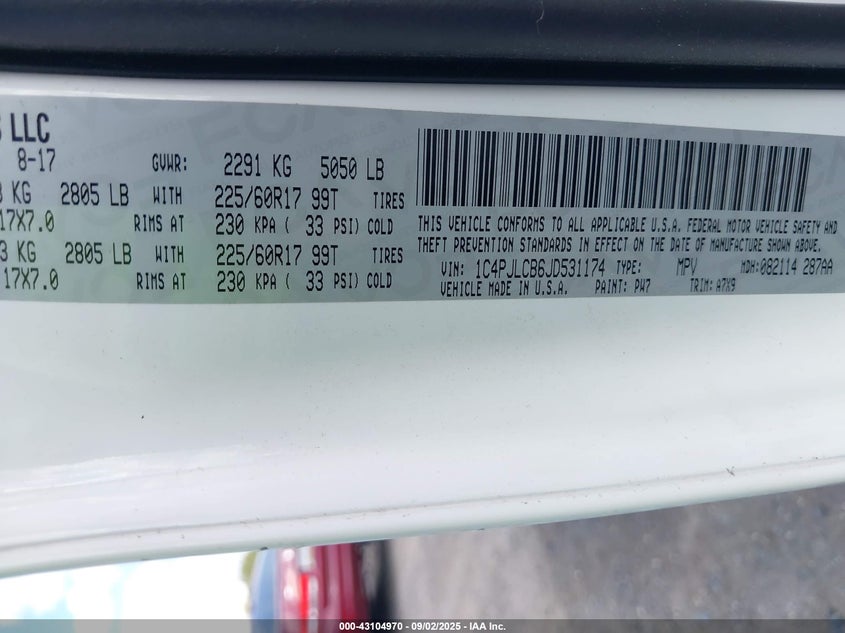 LLC
8-17 GVWR: 2291 KG 5050 LB
KG 2805 LB WITH 225/60R17 99T TIRES
17X7.0 RIMS AT 230 KPA ( 33 PSI) COLD
3 KG 2805 LB WITH 225/60R17 99T TIRES
17X7.0 RIMS AT 230 KPA ( 33 PSI) COLD
THIS VEHICLE CONFORMS TO ALL APPLICABLE U.S.A. FEDERAL MOTOR VEHICLE SAFETY AND
THEFT PREVENTION STANDARDS IN EFFECT ON THE DATE OF MANUFACTURE SHOWN ABOVE.
VIN: 1C4PJLCB6JD531174 TYPE: MPV MDH:082114 287AA
VEHICLE MADE IN U.S.A. PAINT: PW7 TRIM: A7X9
000-43104970 - 09/02/2025 - IAA Inc.